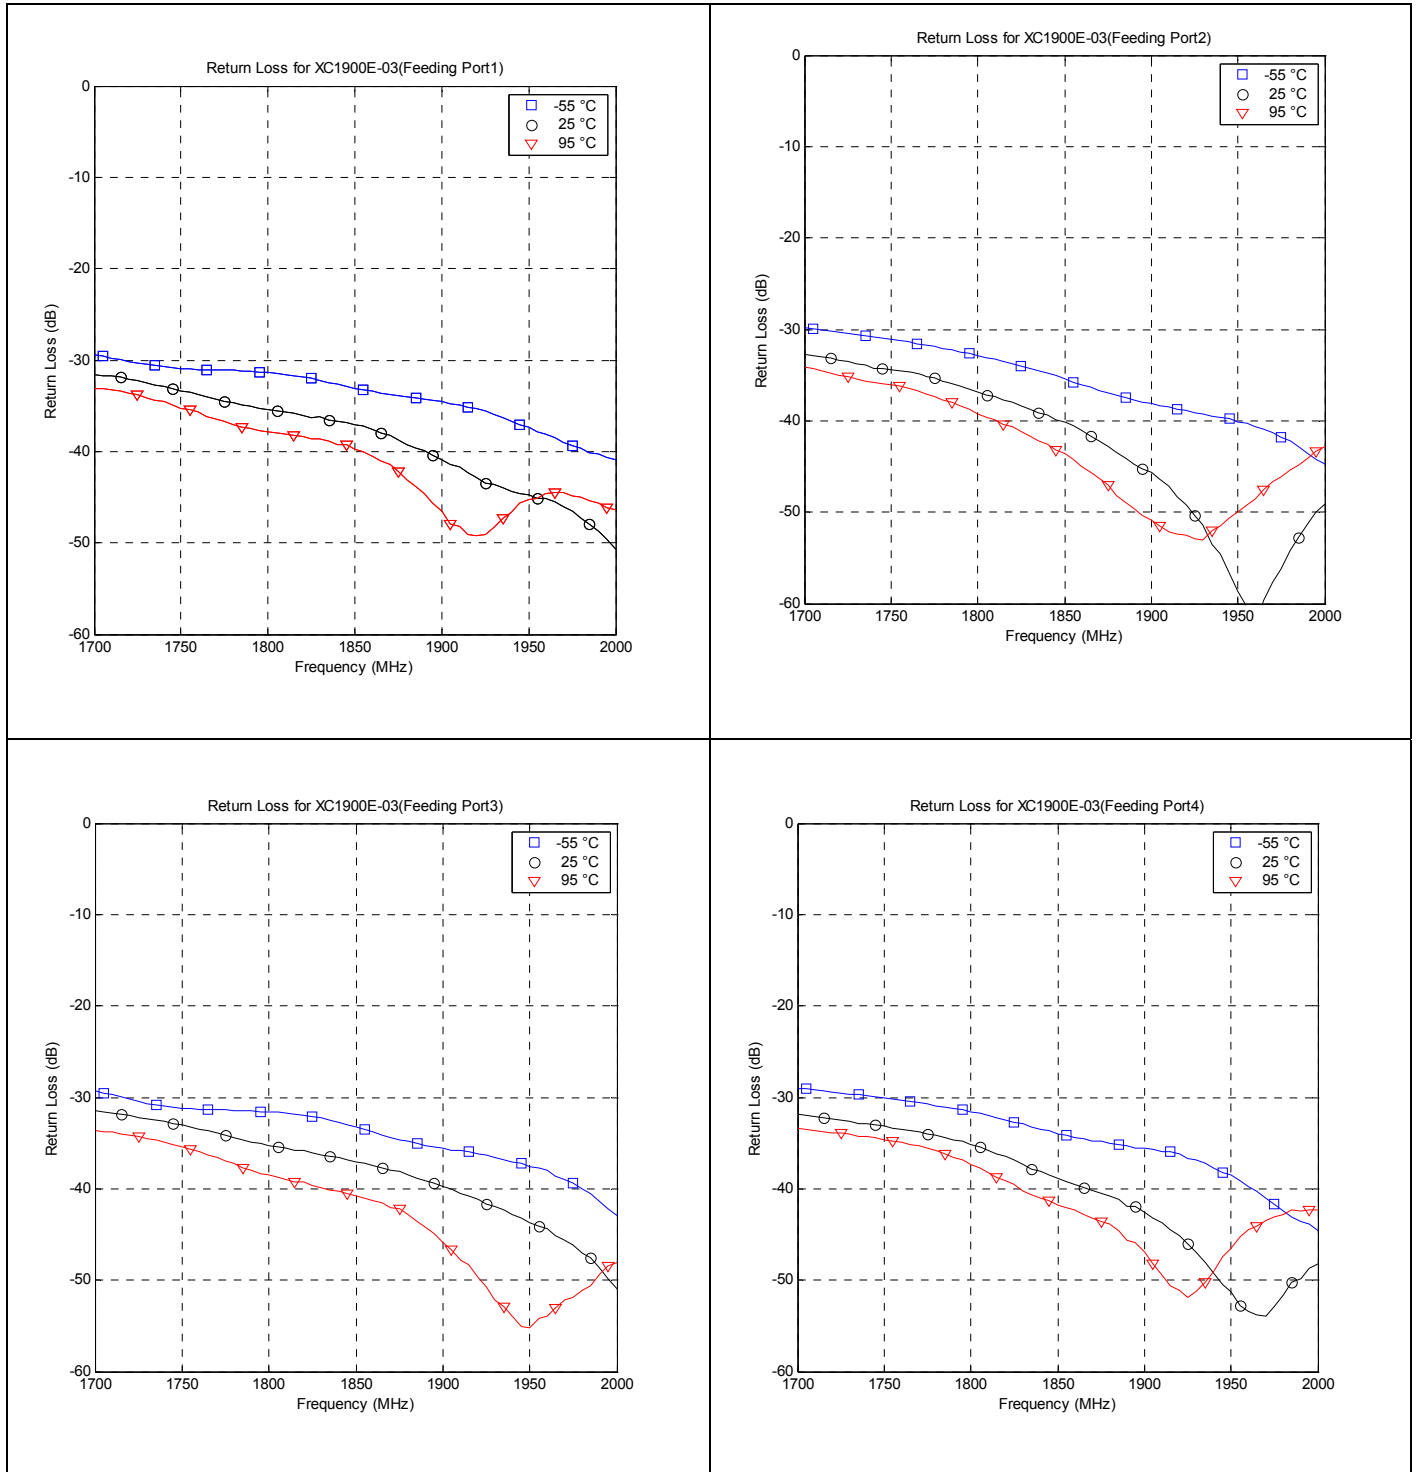 Return Loss for XC1900E-03(Feeding Port1)
-55 °C
25 °C
95 °C
0
-10
-20
-30
-40
-50
-60
Return Loss (dB)
1700 1750 1800 1850 1900 1950 2000
Frequency (MHz)
Return Loss for XC1900E-03(Feeding Port2)
-55 °C
25 °C
95 °C
0
-10
-20
-30
-40
-50
-60
Return Loss (dB)
1700 1750 1800 1850 1900 1950 2000
Frequency (MHz)
Return Loss for XC1900E-03(Feeding Port3)
-55 °C
25 °C
95 °C
0
-10
-20
-30
-40
-50
-60
Return Loss (dB)
1700 1750 1800 1850 1900 1950 2000
Frequency (MHz)
Return Loss for XC1900E-03(Feeding Port4)
-55 °C
25 °C
95 °C
0
-10
-20
-30
-40
-50
-60
Return Loss (dB)
1700 1750 1800 1850 1900 1950 2000
Frequency (MHz)